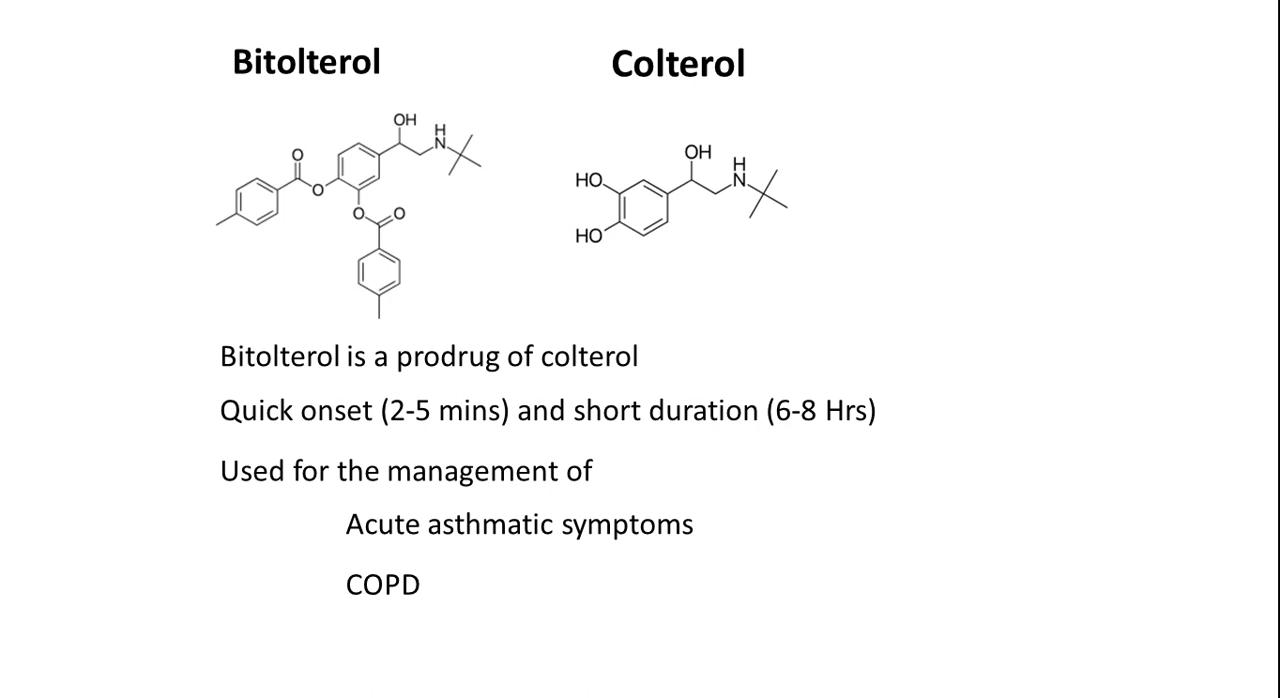 Bitolterol
Colterol
OH
H
N
O
O
O
O
OH
H
N
HO
HO
Bitolterol is a prodrug of colterol
Quick onset (2-5 mins) and short duration (6-8 Hrs)
Used for the management of
Acute asthmatic symptoms
COPD